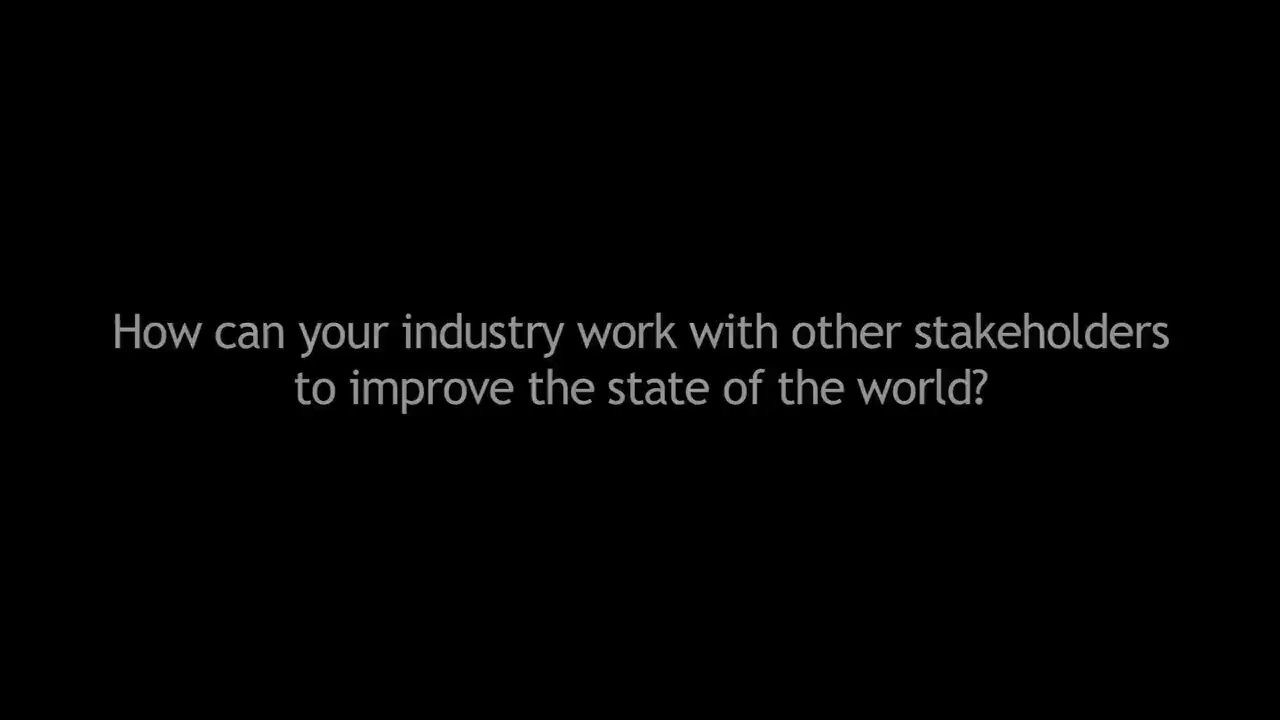 How can your industry work with other stakeholders
to improve the state of the world?